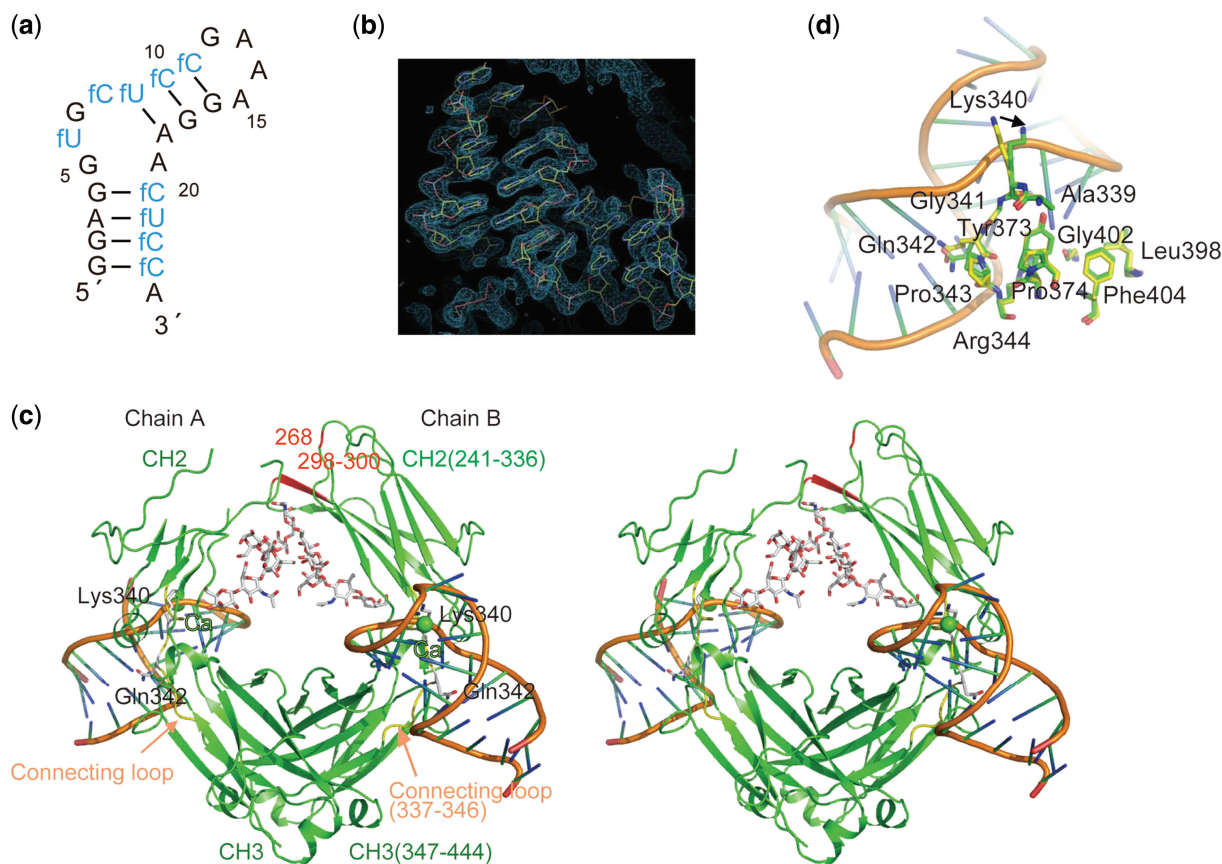 (a)
10
fC fU fC fC G A A A
15
G G
G
fU
G
A
A
5
G – fC 20
A – fU
G – fC
G – fC
5´ A
3´
(b)
(d)
Lys340
Gly341
Ala339
Tyr373
Gln342
Gly402
Leu398
Pro343
Pro374
Phe404
Arg344
(c)
Chain A
Chain B
268
CH2
298-300
CH2(241-336)
Lys340
Ca
Lys340
Ca
Gln342
Gln342
Connecting loop
Connecting loop
(337-346)
CH3
CH3(347-444)